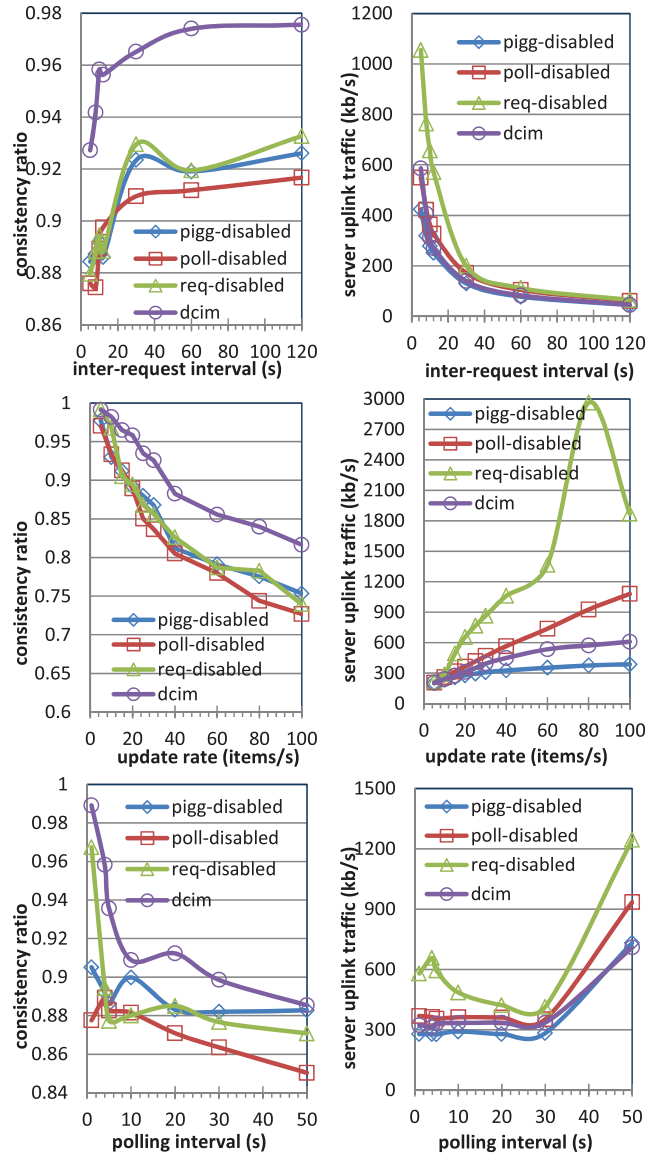 0.98
0.96
0.94
0.92
0.9
0.88
0.86
consistency ratio
pigg-disabled
poll-disabled
req-disabled
dcim
0 20 40 60 80 100 120
inter-request interval (s)
1200
1000
800
600
400
200
0
server uplink traffic (kb/s)
pigg-disabled
poll-disabled
req-disabled
dcim
0 10 20 30 40 50 60 70 80 90 100 110 120
inter-request interval (s)
1
0.95
0.9
0.85
0.8
0.75
0.7
0.65
0.6
consistency ratio
pigg-disabled
poll-disabled
req-disabled
dcim
0 20 40 60 80 100
update rate (items/s)
3000
2700
2400
2100
1800
1500
1200
900
600
300
0
server uplink traffic (kb/s)
pigg-disabled
poll-disabled
req-disabled
dcim
0 20 40 60 80 100
update rate (items/s)
1
0.98
0.96
0.94
0.92
0.9
0.88
0.86
0.84
consistency ratio
pigg-disabled
poll-disabled
req-disabled
dcim
0 10 20 30 40 50
polling interval (s)
1500
1200
900
600
300
0
server uplink traffic (kb/s)
pigg-disabled
poll-disabled
req-disabled
dcim
0 10 20 30 40 50
polling interval (s)